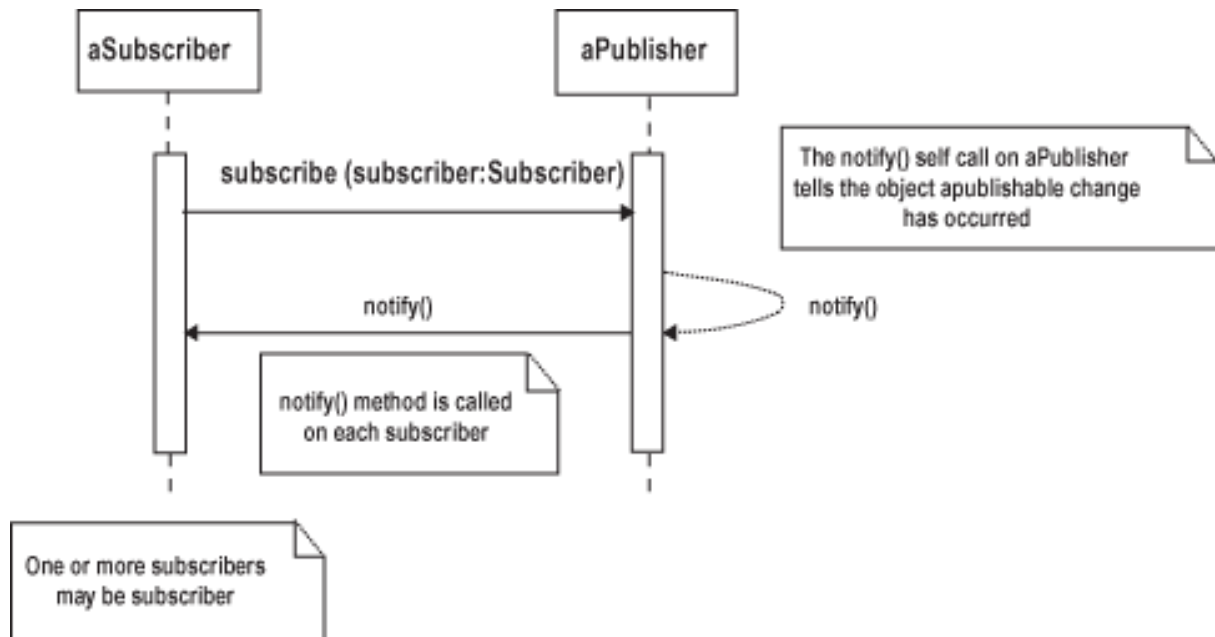 aSubscriber
aPublisher
subscribe (subscriber:Subscriber)
The notify() self call on aPublisher
tells the object apublishable change
has occurred
notify()
notify()
notify() method is called
on each subscriber
One or more subscribers
may be subscriber